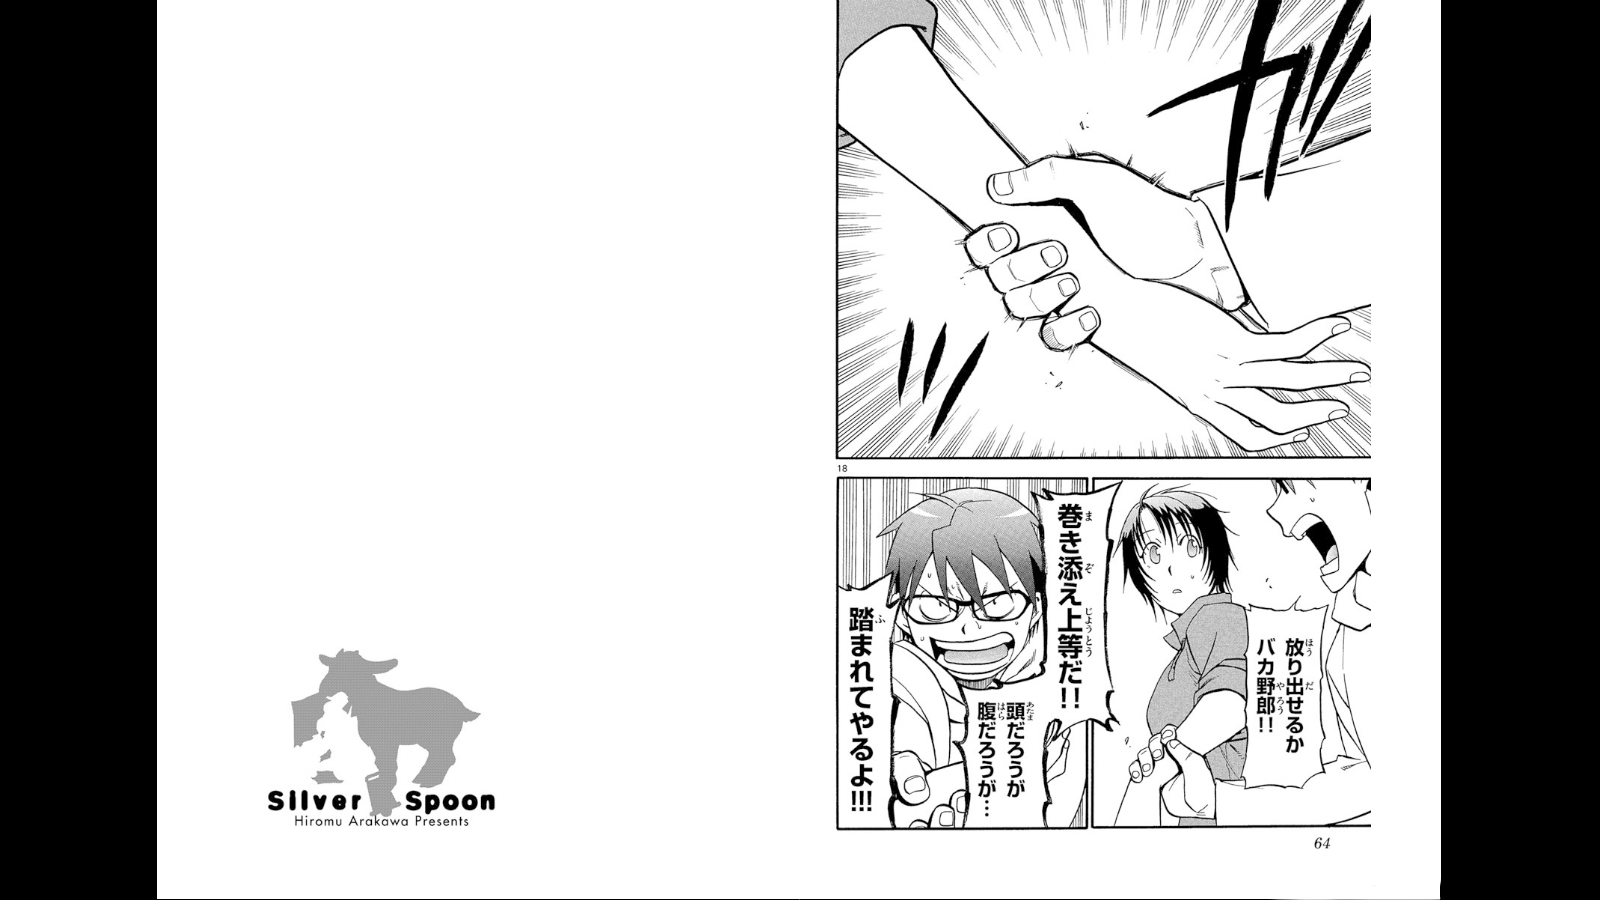 ガッ
18
放り出せるか
バカ野郎!!
巻き添え上等だ!!
頭だろうが
腹だろうが…
踏まれてやるよ!!!
64
Silver Spoon
Hiromu Arakawa Presents